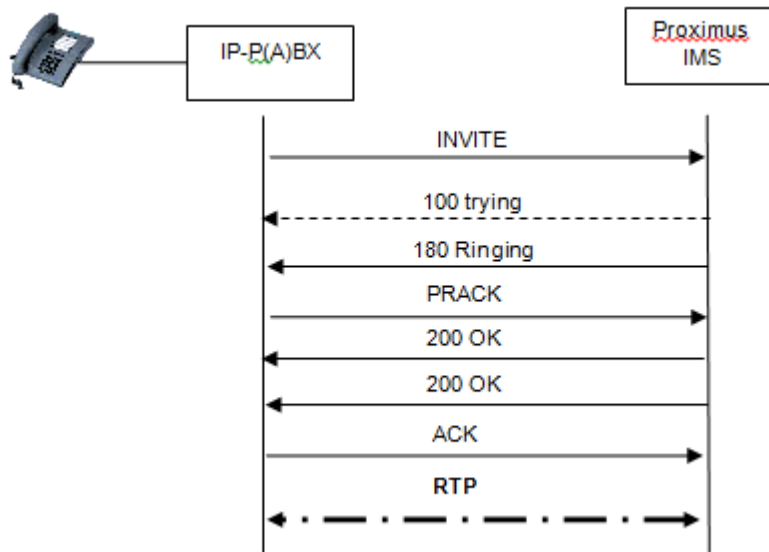 IP-P(A)BX
Proximus
IMS
INVITE
100 trying
180 Ringing
PRACK
200 OK
200 OK
ACK
RTP